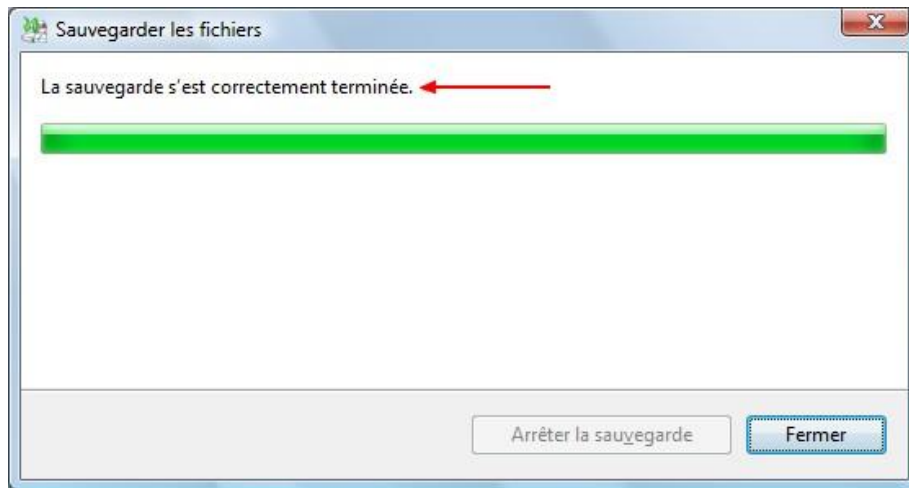 Sauvegarder les fichiers
La sauvegarde s'est correctement terminée.
Arrêter la sauvegarde
Fermer